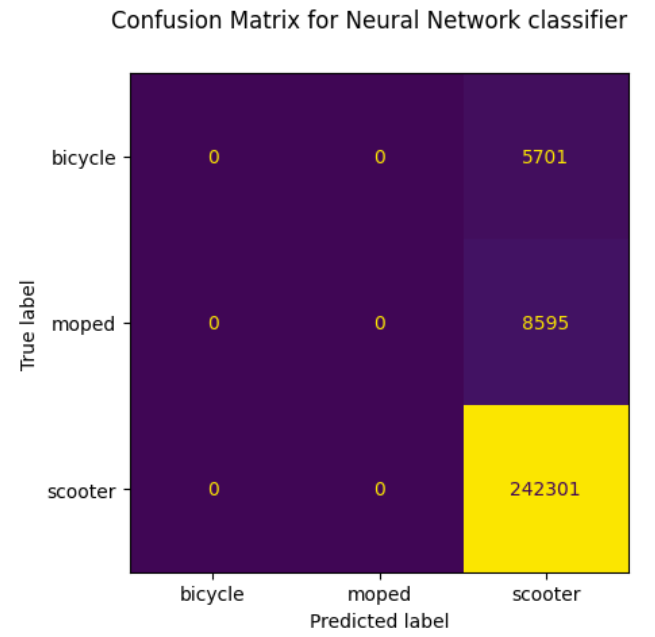 Confusion Matrix for Neural Network classifier
bicycle 0 0 5701
moped 0 0 8595
scooter 0 0 242301
bicycle moped scooter
Predicted label
True label